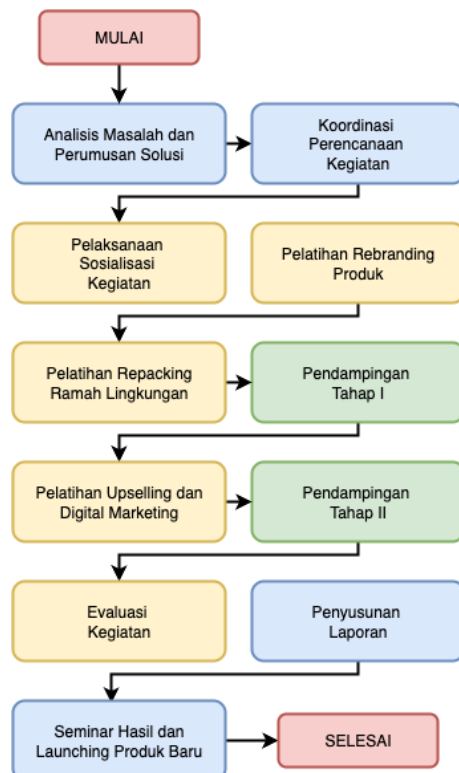 MULAI
Analisis Masalah dan
Perumusan Solusi
Koordinasi
Perencanaan
Kegiatan
Pelaksanaan
Sosialisasi
Kegiatan
Pelatihan Rebranding
Produk
Pelatihan Repacking
Ramah Lingkungan
Pendampingan
Tahap I
Pelatihan Upselling dan
Digital Marketing
Pendampingan
Tahap II
Evaluasi
Kegiatan
Penyusunan
Laporan
Seminar Hasil dan
Launching Produk Baru
SELESAI